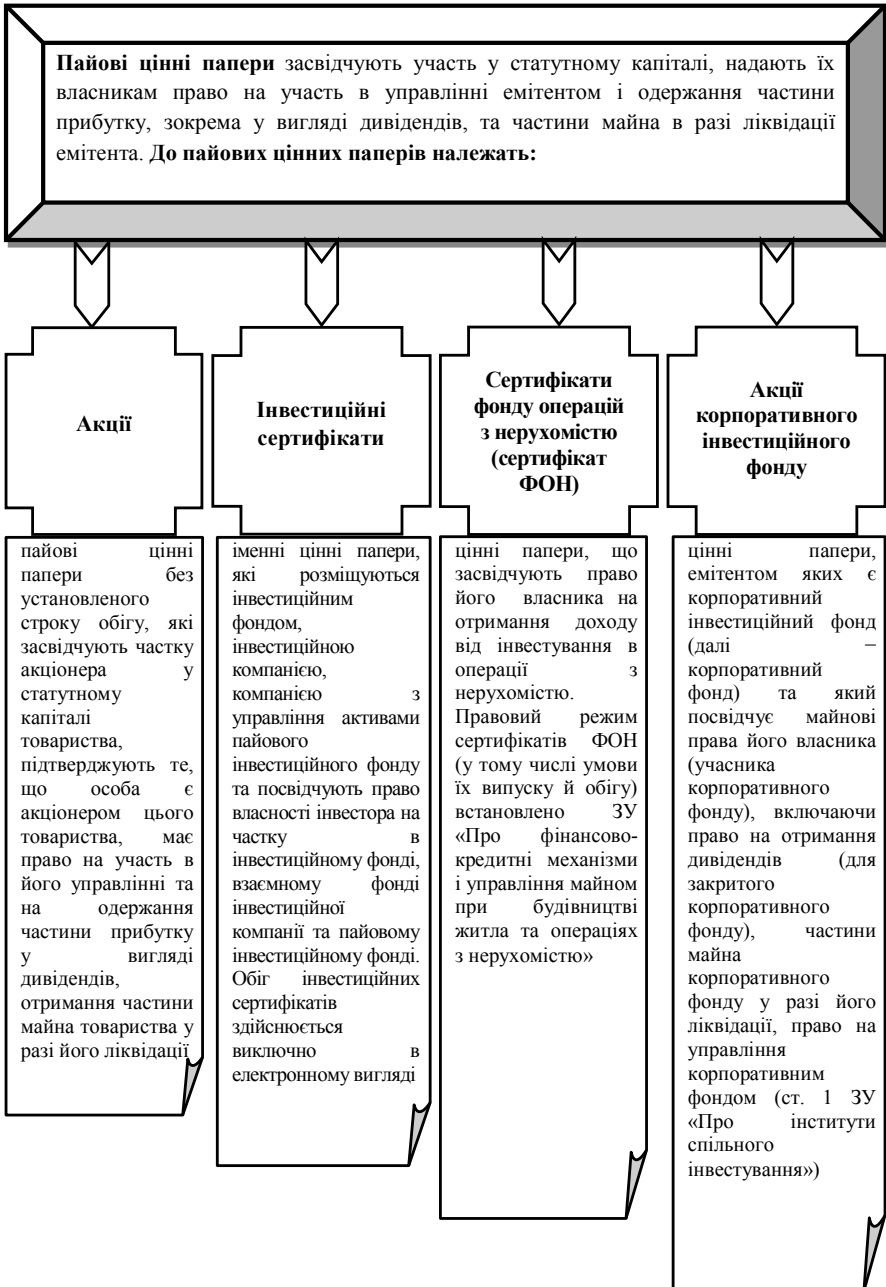 Пайові цінні папери засвідчують участь у статутному капіталі, надають їх
власникам право на участь в управлінні емітентом і одержання частини
прибутку, зокрема у вигляді дивідендів, та частини майна в разі ліквідації
емітента. До пайових цінних паперів належать:
Акції
Інвестиційні
сертифікати
Сертифікати
фонду операцій
з нерухомістю
(сертифікат
ФОН)
Акції
корпоративного
інвестиційного
фонду
пайові цінні
папери без
установленого
строку обігу, які
засвідчують частку
акціонера у
статутному
капіталі
товариства,
підтверджують те,
що особа є
акціонером цього
товариства, має
право на участь в
його управлінні та
на одержання
частини прибутку
у вигляді
дивідендів,
отримання частини
майна товариства у
разі його ліквідації
іменні цінні папери,
які розміщуються
інвестиційним
фондом,
інвестиційною
компанією,
компанією з
управління активами
пайового
інвестиційного фонду
та посвідчують право
власності інвестора на
частку в
інвестиційному фонді,
взаємному фонді
інвестиційної
компанії та пайовому
інвестиційному фонді.
Обіг інвестиційних
сертифікатів
здійснюється
виключно в
електронному вигляді
цінні папери, що
засвідчують право
його власника на
отримання доходу
від інвестування в
операції з
нерухомістю.
Правовий режим
сертифікатів ФОН
(у тому числі умови
їх випуску й обігу)
встановлено ЗУ
«Про фінансово-
кредитні механізми
і управління майном
при будівництві
житла та операціях
з нерухомістю»
цінні папери,
емітентом яких є
корпоративний
інвестиційний фонд
(далі –
корпоративний
фонд) та який
посвідчує майнові
права його власника
(учасника
корпоративного
фонду), включаючи
право на отримання
дивідендів (для
закритого
корпоративного
фонду), частини
майна
корпоративного
фонду у разі його
ліквідації, право на
управління
корпоративним
фондом (ст. 1 ЗУ
«Про інститути
спільного
інвестування»)